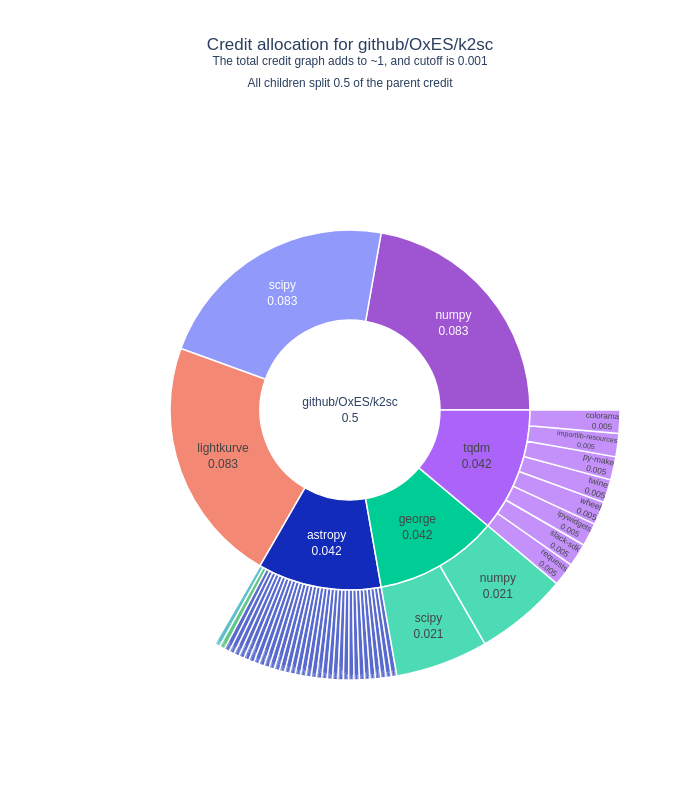 Credit allocation for github/OxES/k2sc
The total credit graph adds to ~1, and cutoff is 0.001
All children split 0.5 of the parent credit
scipy
0.083
numpy
0.083
github/OxES/k2sc
0.5
lightkurve
0.083
tqdm
0.042
astropy
0.042
george
0.042
colorama
0.005
importlib-resources
0.005
py-make
0.005
twine
0.005
wheel
0.005
ipywidgets
0.005
slack-sdk
0.005
requests
0.005
numpy
0.021
scipy
0.021